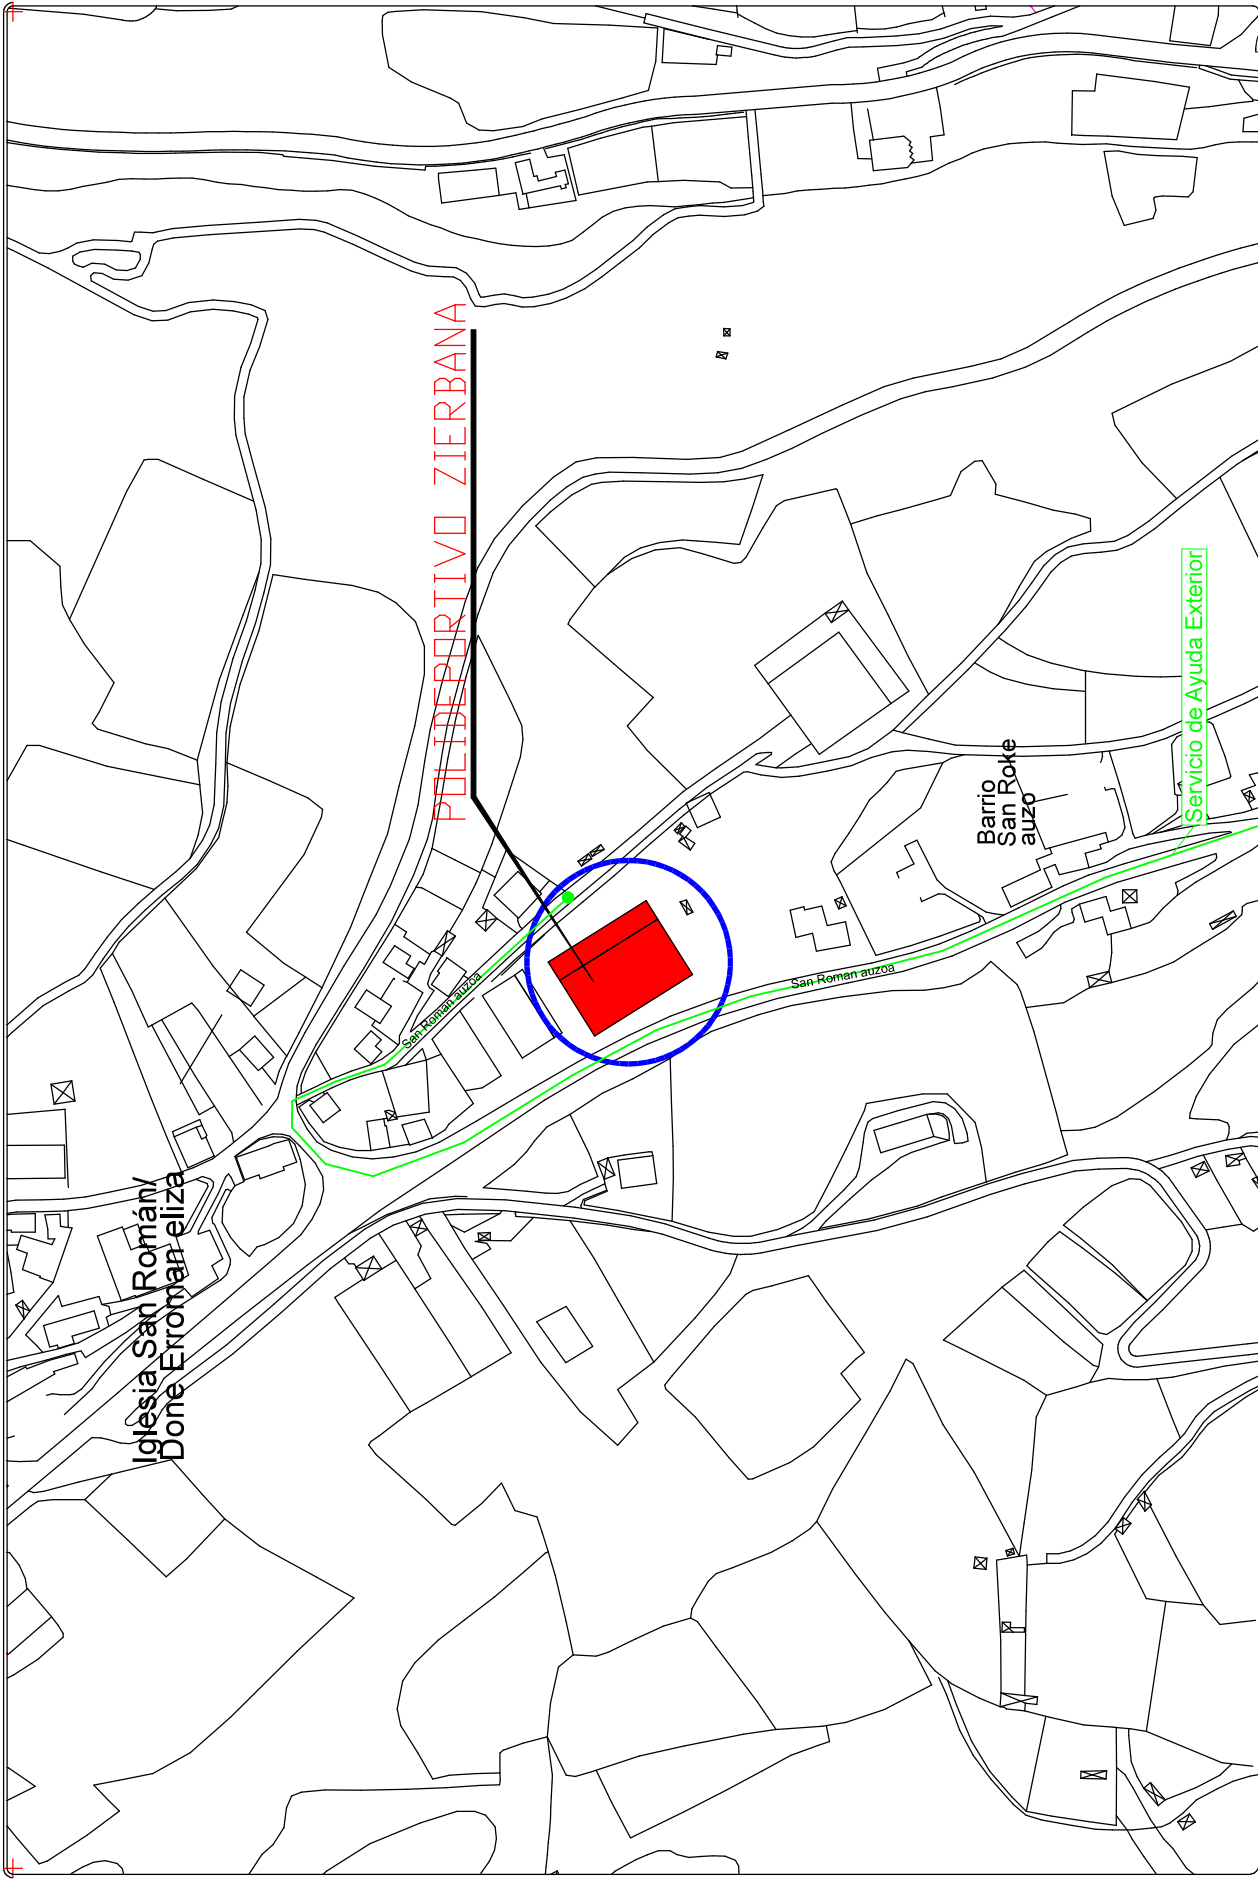 POLIDEPORTIVO ZIERBANA
Servicio de Ayuda Exterior
Barrio
San Roke
auzo
San Roman auzoa
San Roman auzoa
Iglesia San Román/
Done Erroman eliza